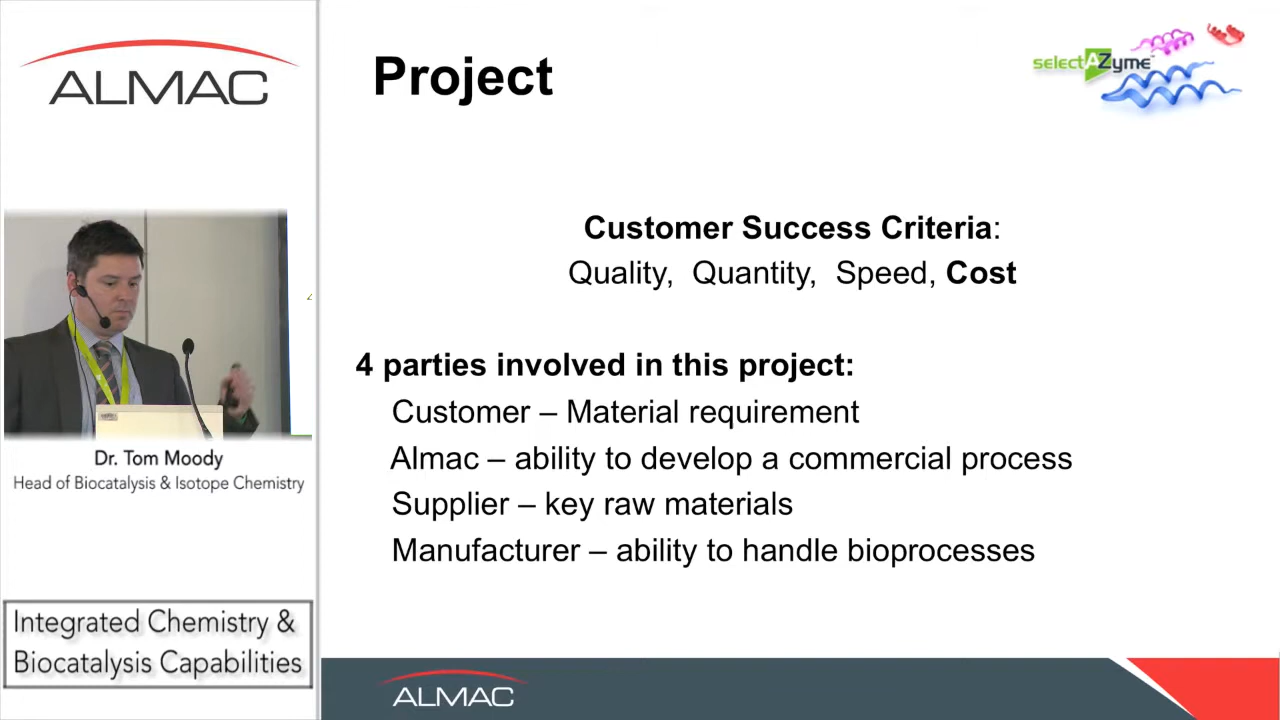 ALMAC
Project
selectAZyme™
Customer Success Criteria:
Quality, Quantity, Speed, Cost
4 parties involved in this project:
Customer – Material requirement
Almac – ability to develop a commercial process
Supplier – key raw materials
Manufacturer – ability to handle bioprocesses
Dr. Tom Moody
Head of Biocatalysis & Isotope Chemistry
Integrated Chemistry &
Biocatalysis Capabilities
ALMAC